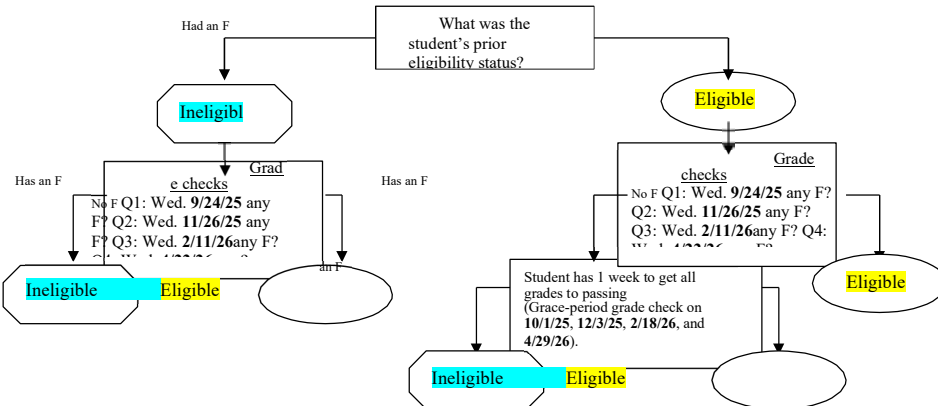 Had an F
What was the
student's prior
eligibility status?
Ineligibl
Eligible
Has an F
Grad
e checks
No F Q1: Wed. 9/24/25 any
F? Q2: Wed. 11/26/25 any
F? Q3: Wed. 2/11/26any F?
an F
Ineligible Eligible
Has an F
Grade
checks
No F Q1: Wed. 9/24/25 any F?
Q2: Wed. 11/26/25 any F?
Q3: Wed. 2/11/26any F? Q4:
Eligible
Student has 1 week to get all
grades to passing
(Grace-period grade check on
10/1/25, 12/3/25, 2/18/26, and
4/29/26).
Ineligible Eligible